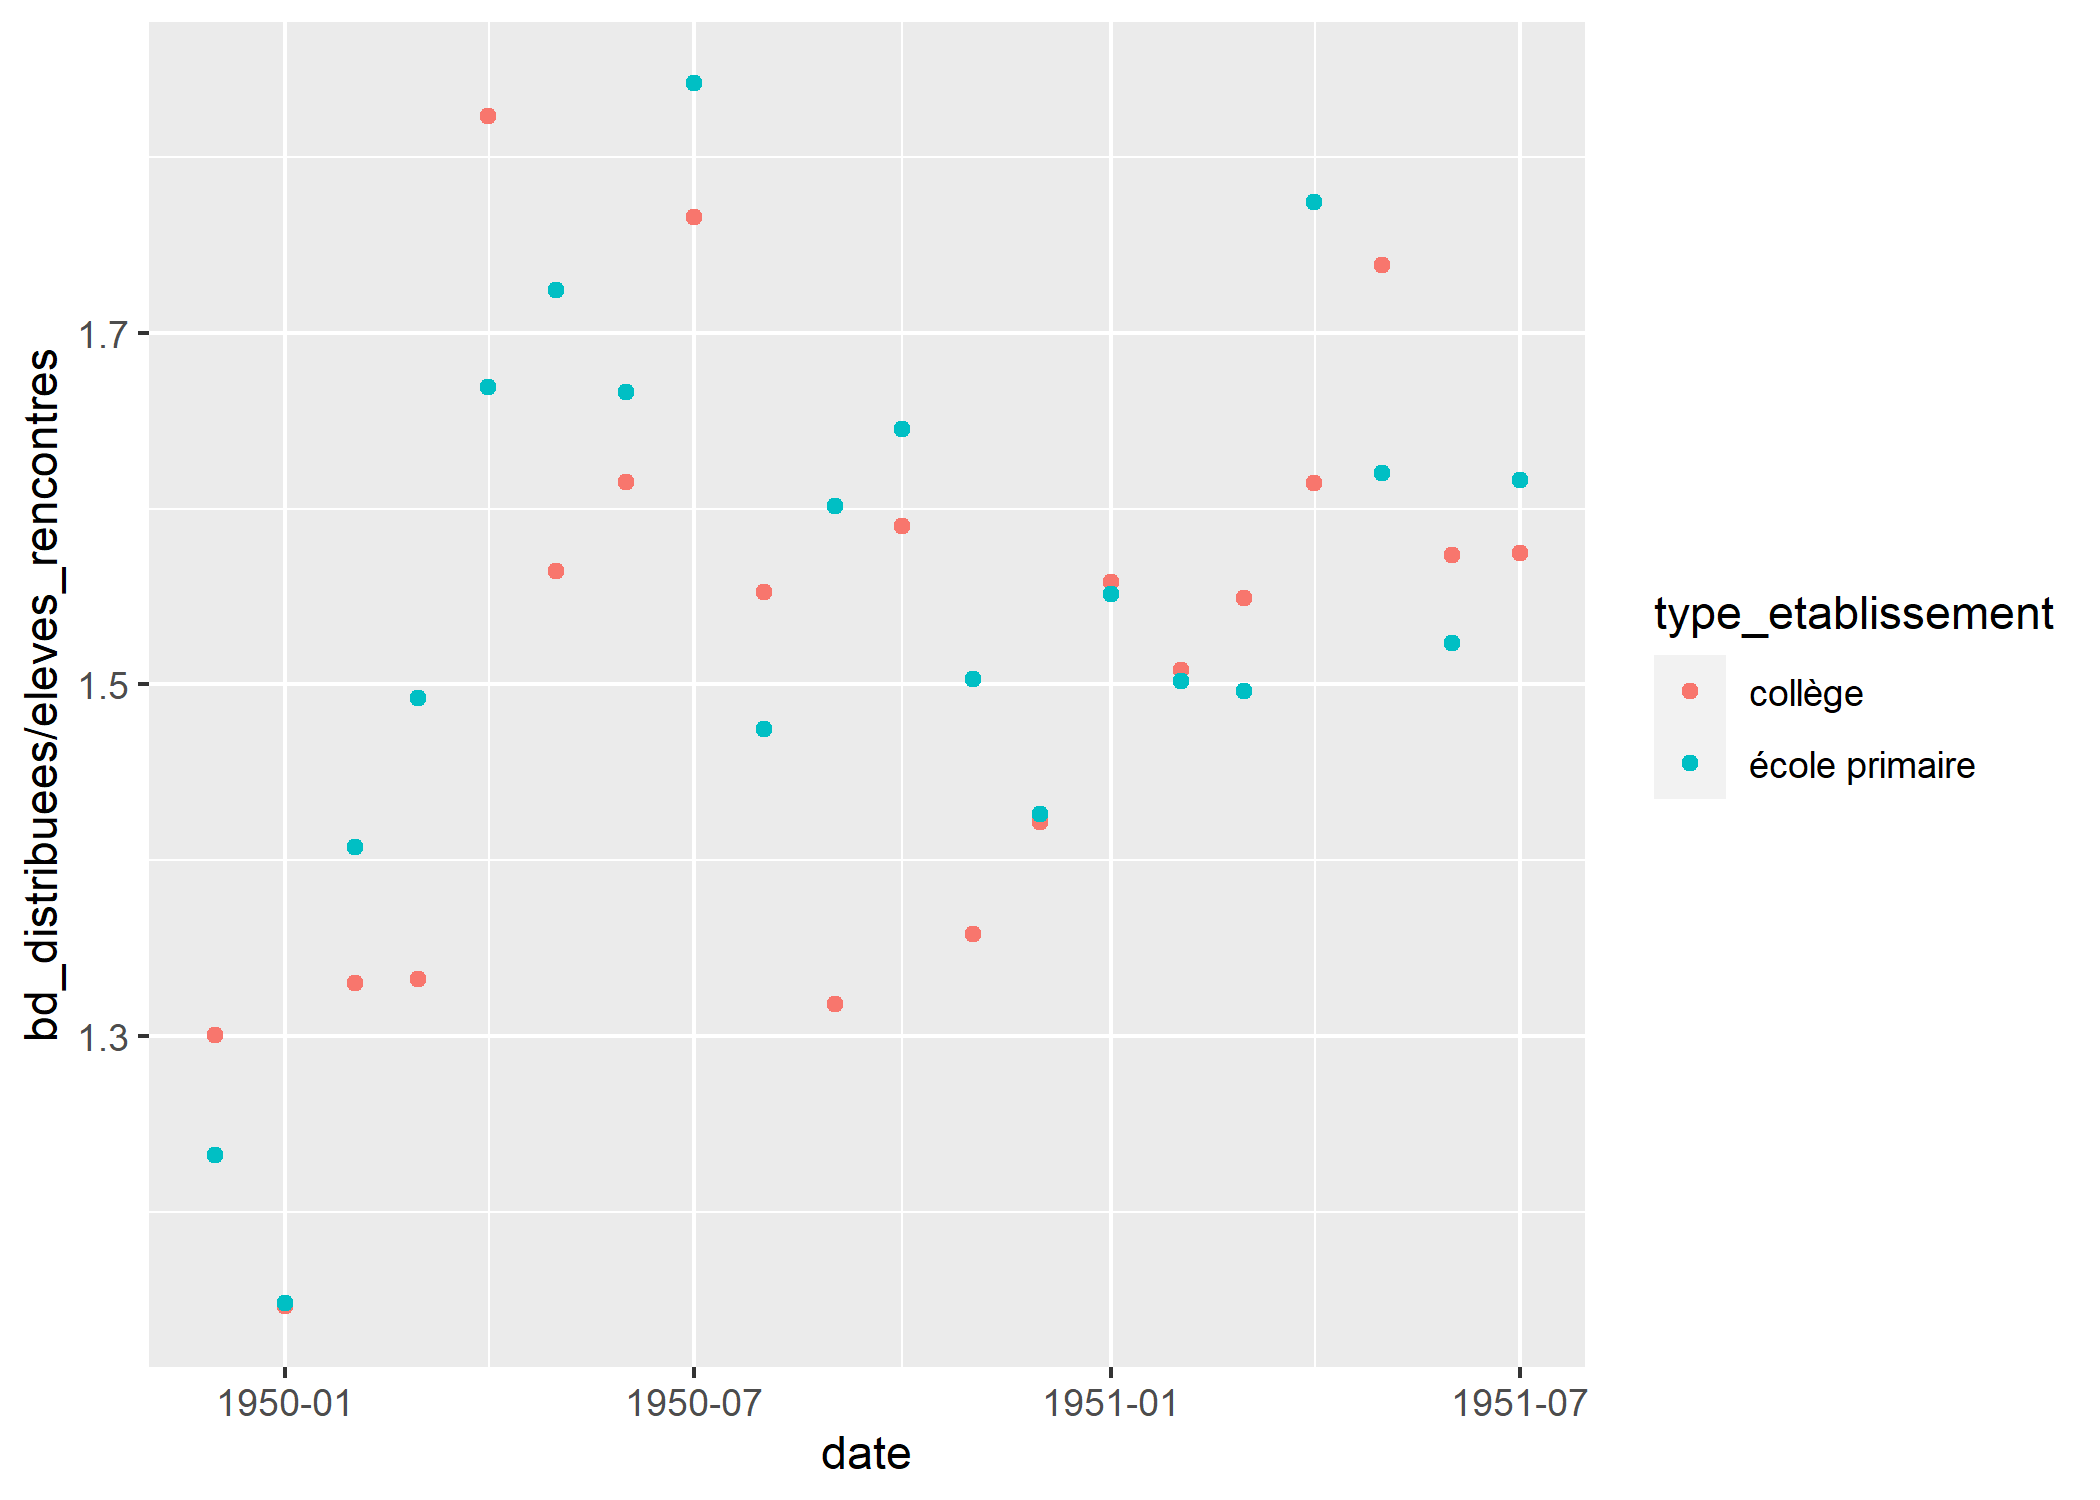 bd_distribuees/eleves_rencontres
1.7
1.5
1.3
1950-01
1950-07
1951-01
1951-07
date
type_etablissement
collège
école primaire